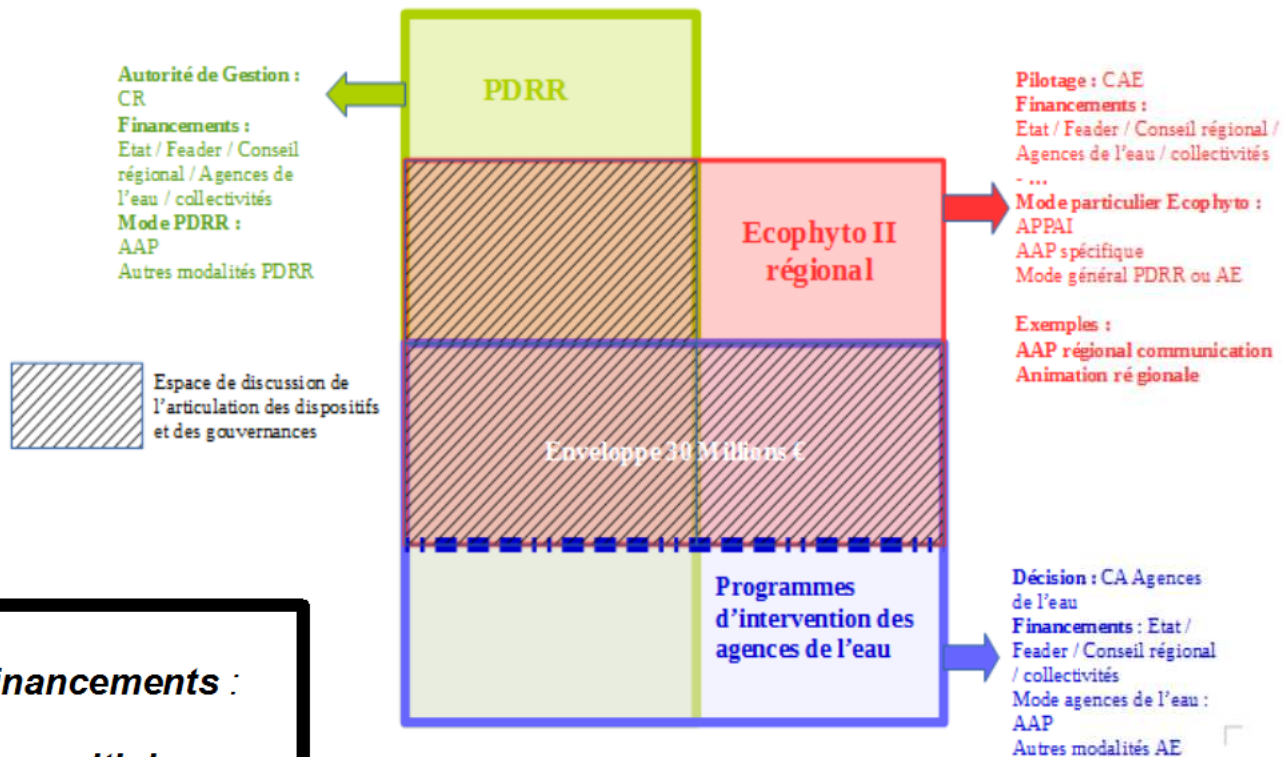 Autorité de Gestion :
CR
Financements :
Etat / Feader / Conseil
régional / Agences de
l'eau / collectivités
Mode PDRR :
AAP
Autres modalités PDRR
PDRR
Ecophyto II
régional
Pilotage : CAE
Financements :
Etat / Feader / Conseil régional /
Agences de l'eau / collectivités
- ...
Mode particulier Ecophyto :
APPAI
AAP spécifique
Mode général PDRR ou AE
Exemples :
AAP régional communication
Animation régionale
Espace de discussion de
l'articulation des dispositifs
et des gouvernances
Enveloppe 30 Millions €
Programmes
d'intervention des
agences de l'eau
Décision : CA Agences
de l'eau
Financements : Etat /
Feader / Conseil régional
/ collectivités
Mode agences de l'eau :
AAP
Autres modalités AE
inancements :